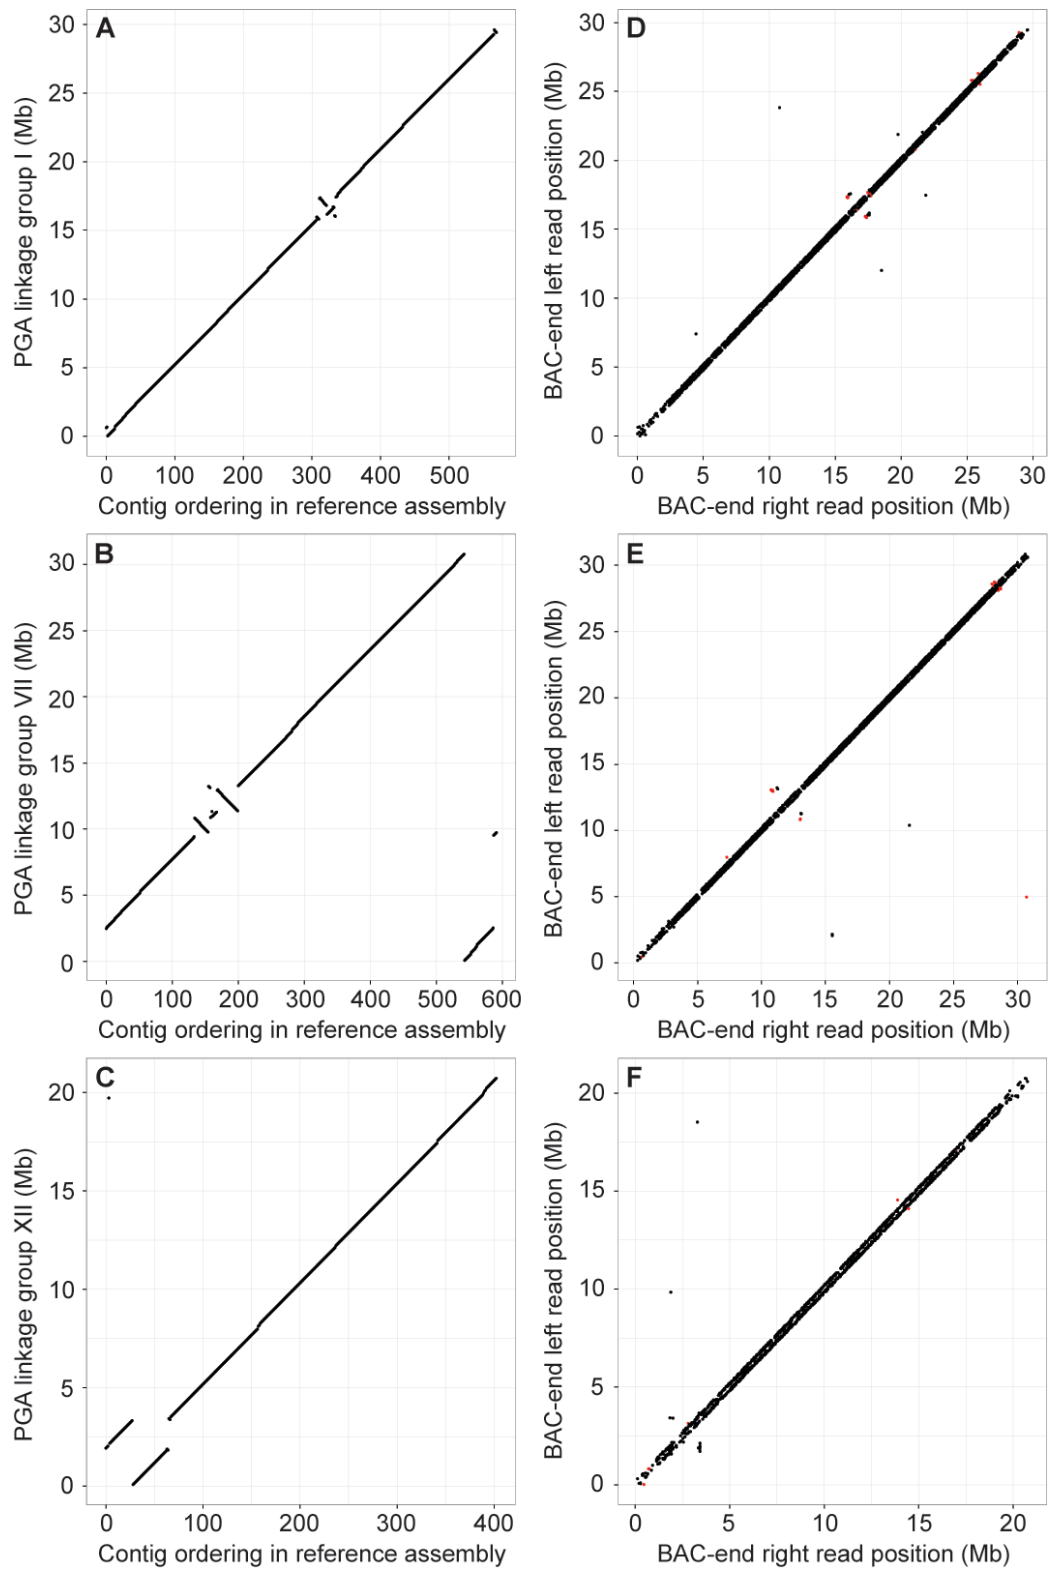 A
PGA linkage group I (Mb)
30
25
20
15
10
5
0
0 100 200 300 400 500
Contig ordering in reference assembly
D
BAC-end left read position (Mb)
30
25
20
15
10
5
0
0 5 10 15 20 25 30
BAC-end right read position (Mb)
B
PGA linkage group VII (Mb)
30
25
20
15
10
5
0
0 100 200 300 400 500 600
Contig ordering in reference assembly
E
BAC-end left read position (Mb)
30
25
20
15
10
5
0
0 5 10 15 20 25 30
BAC-end right read position (Mb)
C
PGA linkage group XII (Mb)
20
15
10
5
0
0 100 200 300 400
Contig ordering in reference assembly
F
BAC-end left read position (Mb)
20
15
10
5
0
0 5 10 15 20
BAC-end right read position (Mb)